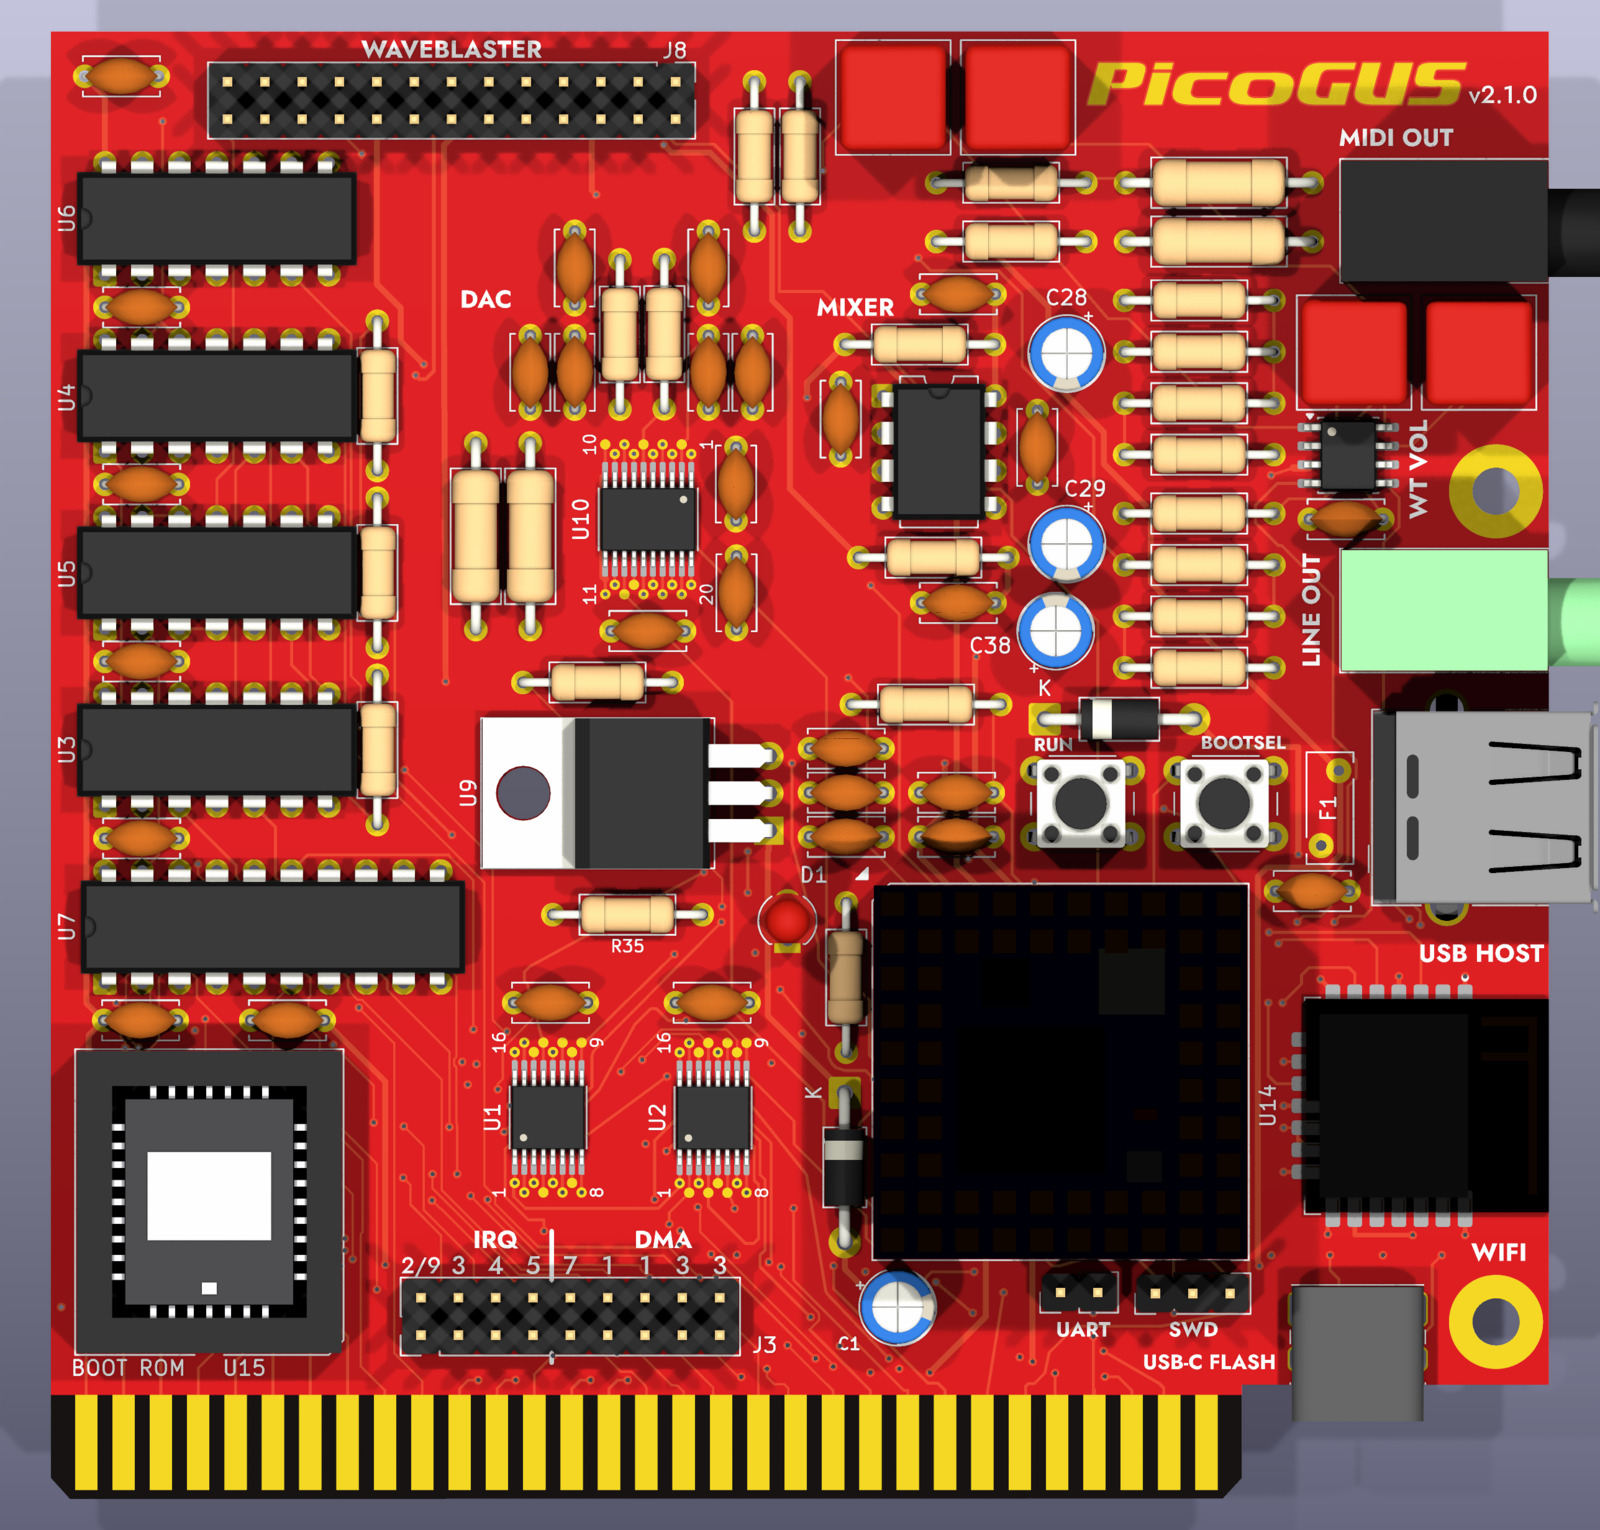 WAVEBLASTER
J8
PicoGUS v2.1.0
MIDI OUT
U6
DAC
MIXER
C28
+
U4
10
1
WT VOL
C29
+
U10
U5
11
20
LINE OUT
C38
+
K
RUN
BOOTSEL
U3
U9
F1
D1
U7
R35
USB HOST
16
9
16
9
U1
U2
K
U14
1
8
1
8
IRQ
DMA
2/9 3 4 5 7 1 1 3 3
WIFI
+
C1
UART
SWD
J3
USB-C FLASH
BOOT ROM
U15